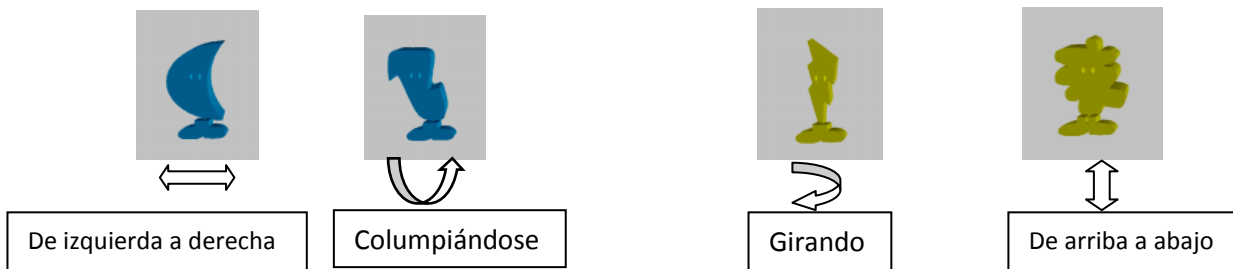 De izquierda a derecha
Columpiándose
Girando
De arriba a abajo